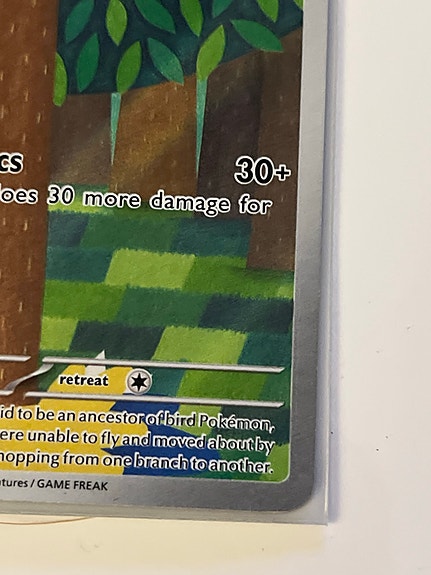 cs 30+
oes 30 more damage for
retreat
id to be an ancestor of bird Pokémon,
ere unable to fly and moved about by
hopping from one branch to another.
tures / GAME FREAK